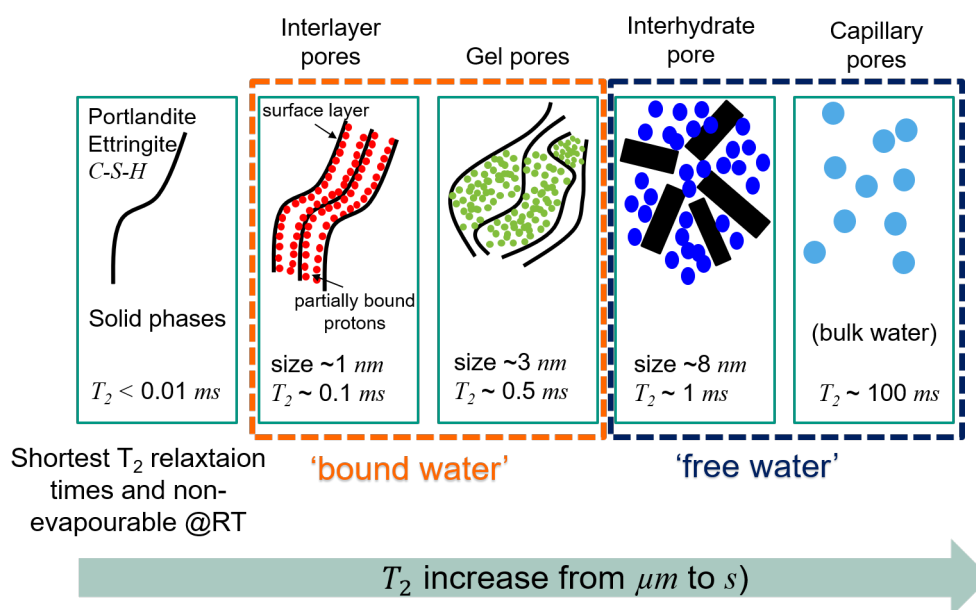 Interlayer
pores
Gel pores
Interhydrate
pore
Capillary
pores
Portlandite
Ettringite
C-S-H
Solid phases
T₂ < 0.01 ms
surface layer
partially bound
protons
size ~1 nm
T₂ ~ 0.1 ms
size ~3 nm
T₂ ~ 0.5 ms
size ~8 nm
T₂ ~ 1 ms
(bulk water)
T₂ ~ 100 ms
Shortest T₂ relaxtaion
times and non-
evapourable @RT
'bound water'
'free water'
T₂ increase from μm to s)